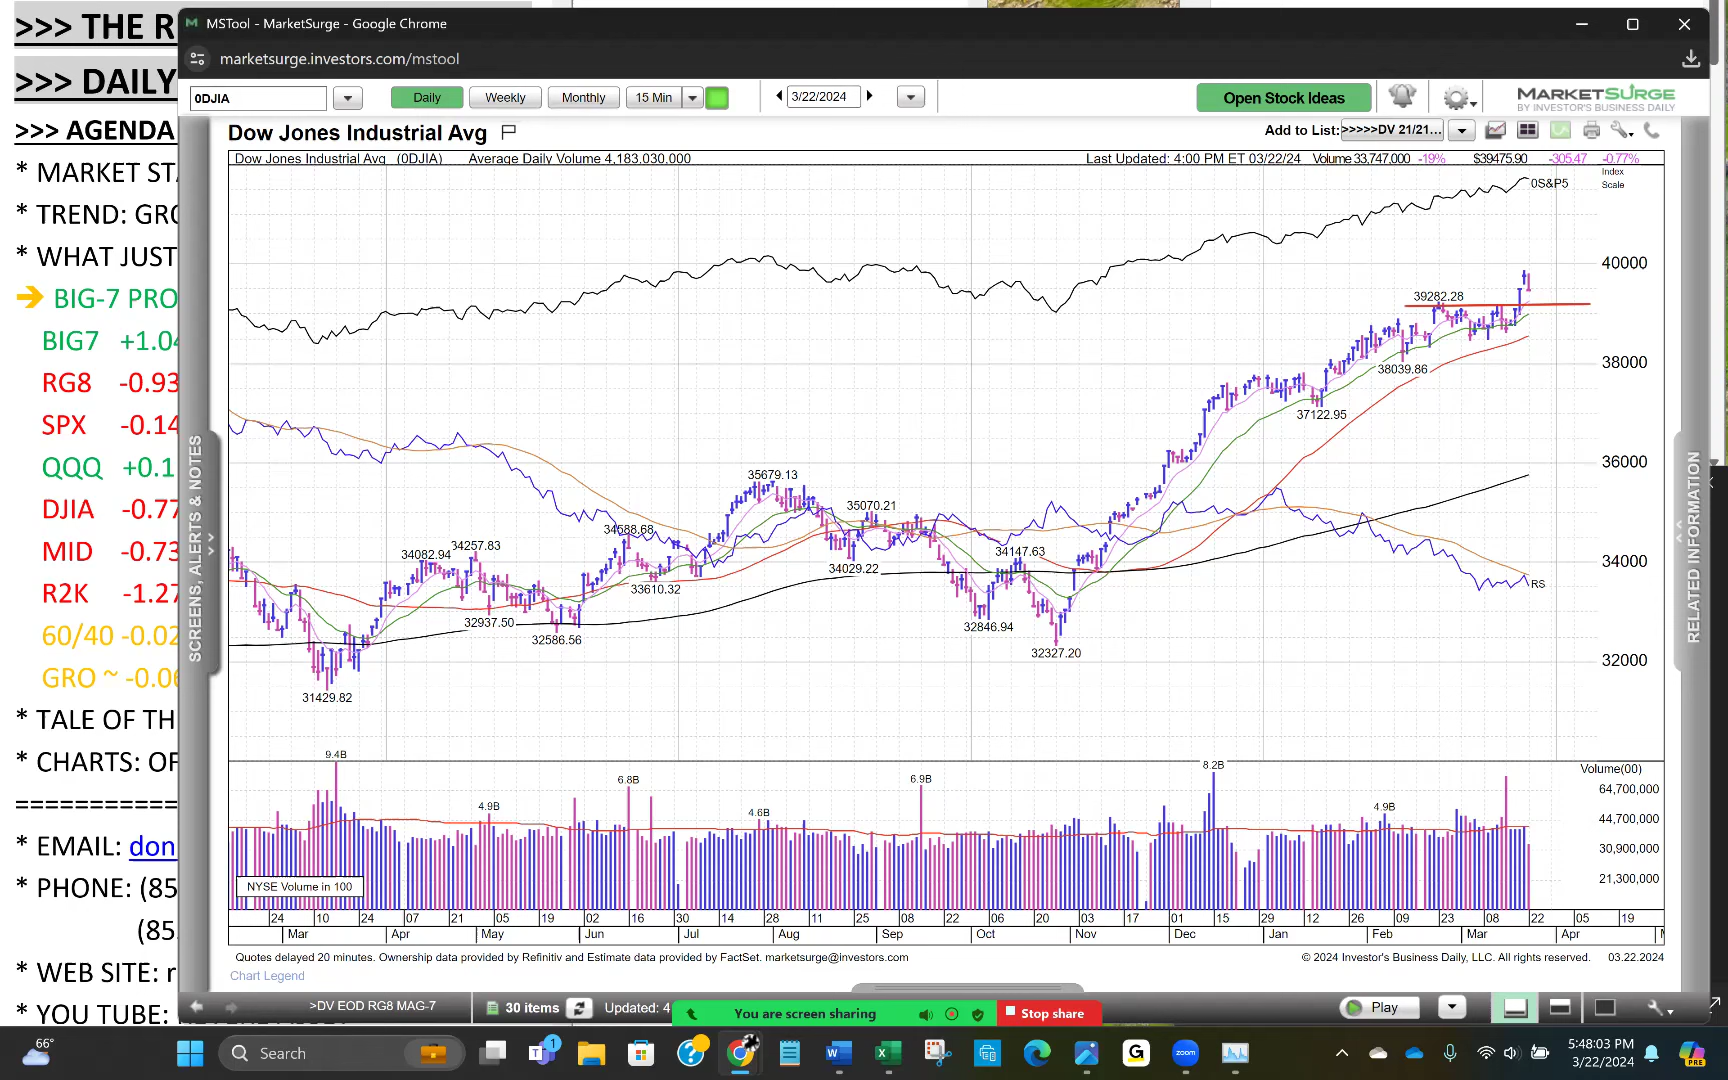 >>> THE R
>>> DAILY
>>> AGENDA
* MARKET STA
* TREND: GRO
* WHAT JUST
BIG-7 PRO
BIG7 +1.04
RG8 -0.93
SPX -0.14
QQQ +0.1
DJIA -0.77
MID -0.73
R2K -1.27
60/40 -0.02
GRO ~ -0.06
* TALE OF TH
* CHARTS: OF
* EMAIL: don
* PHONE: (85
(85
* WEB SITE: r
* YOU TUBE:
MSTool - MarketSurge - Google Chrome
marketsurge.investors.com/mstool
0DJIA
Daily
Weekly
Monthly
15 Min
3/22/2024
Open Stock Ideas
MARKETSURGE
BY INVESTOR'S BUSINESS DAILY
Dow Jones Industrial Avg
Add to List: >>>>>DV 21/21...
Dow Jones Industrial Avg (0DJIA) Average Daily Volume 4,183,030,000
Last Updated: 4:00 PM ET 03/22/24 Volume 33,747,000 -19% $39475.90 -305.47 -0.77%
Index
Scale
0S&P5
40000
39282.28
38000
38039.86
37122.95
36000
35679.13
35070.21
34588.68
34257.83
34147.63
34082.94
34000
34029.22
33610.32
RS
32937.50
32846.94
32586.56
32327.20
32000
31429.82
9.4B
4.9B
6.8B
4.6B
6.9B
8.2B
4.9B
Volume(00)
64,700,000
44,700,000
30,900,000
21,300,000
NYSE Volume in 100
24 10 24 07 21 05 19 02 16 30 14 28 11 25 08 22 06 20 03 17 01 15 29 12 26 09 23 08 22 05 19
Mar Apr May Jun Jul Aug Sep Oct Nov Dec Jan Feb Mar Apr
Quotes delayed 20 minutes. Ownership data provided by Refinitiv and Estimate data provided by FactSet. marketsurge@investors.com
© 2024 Investor's Business Daily, LLC. All rights reserved. 03.22.2024
Chart Legend
SCREENS, ALERTS & NOTES
RELATED INFORMATION
>DV EOD RG8 MAG-7
30 items
Updated: 4
You are screen sharing
Stop share
Play
66°
Search
1
zoom
PRE
5:48:03 PM
3/22/2024